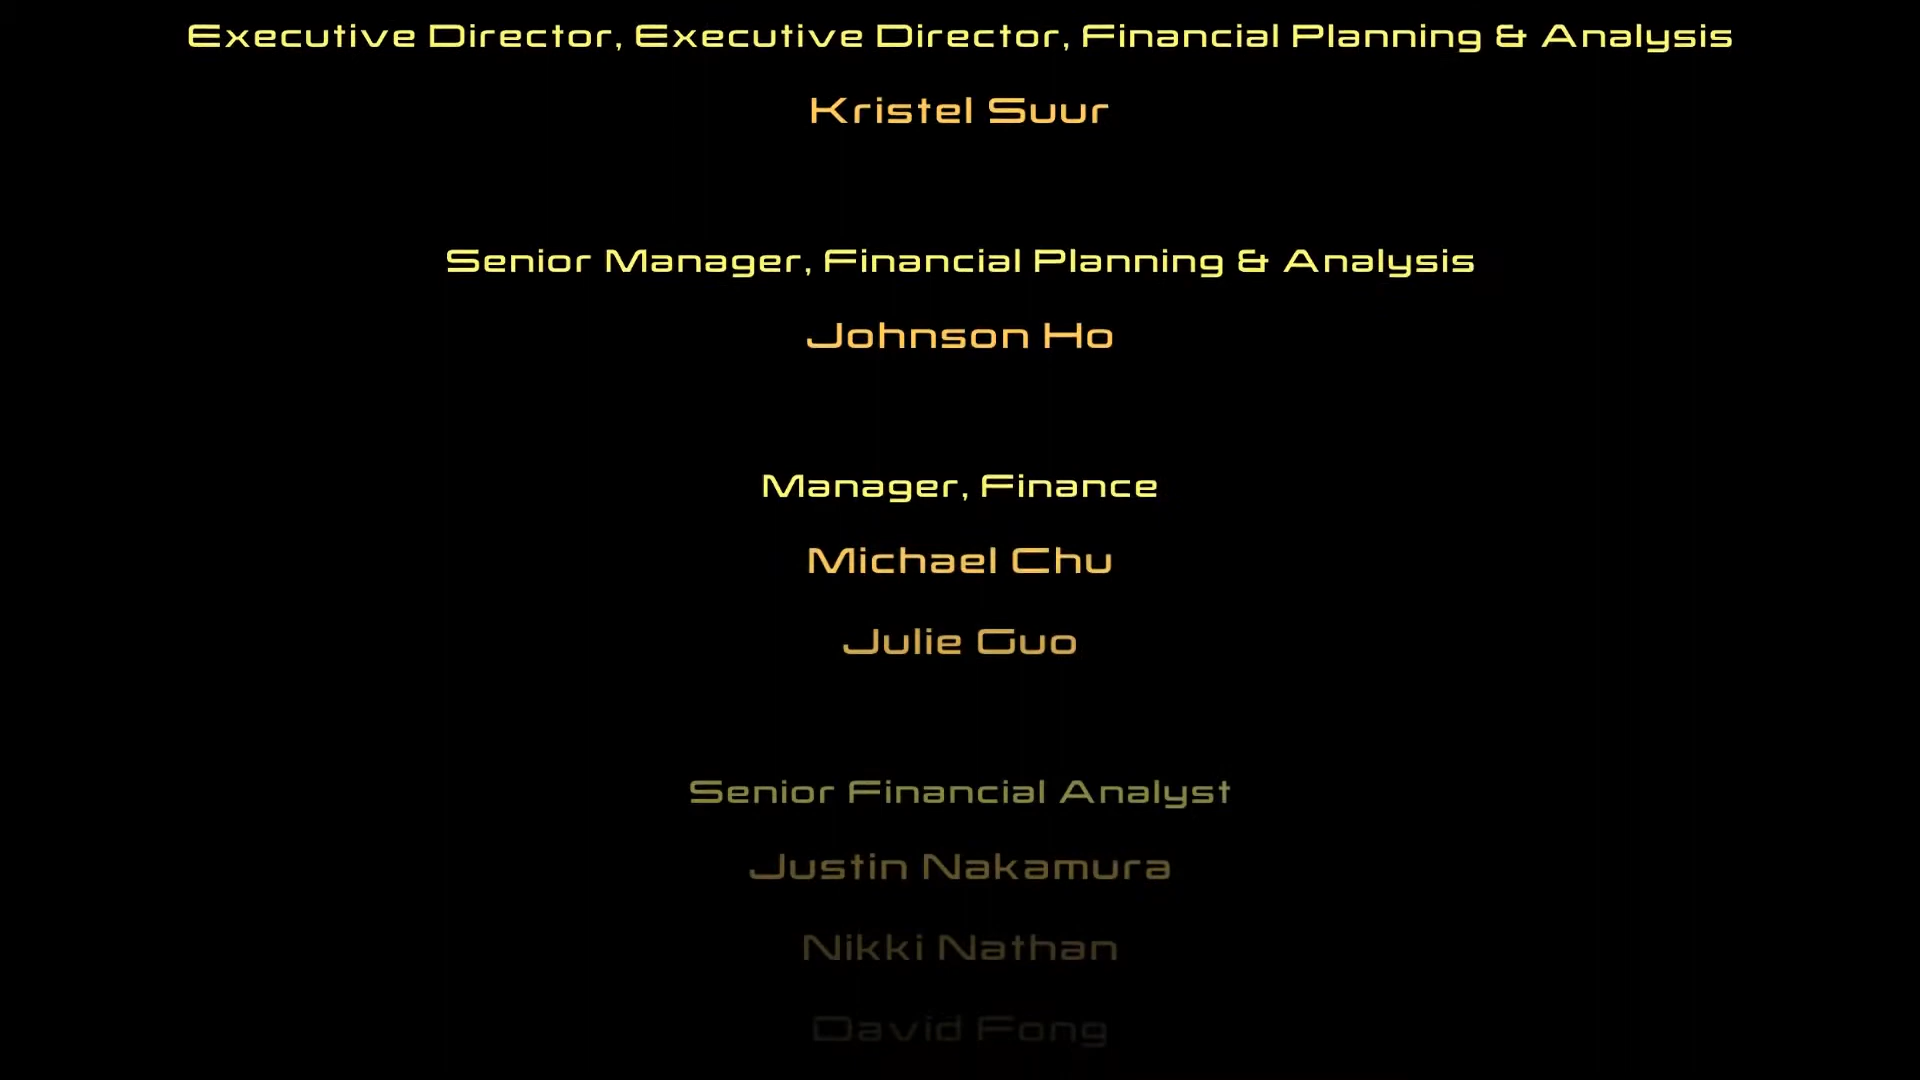 Executive Director, Executive Director, Financial Planning & Analysis
Kristel Suur
Senior Manager, Financial Planning & Analysis
Johnson Ho
Manager, Finance
Michael Chu
Julie Guo
Senior Financial Analyst
Justin Nakamura
Nikki Nathan
David Fong